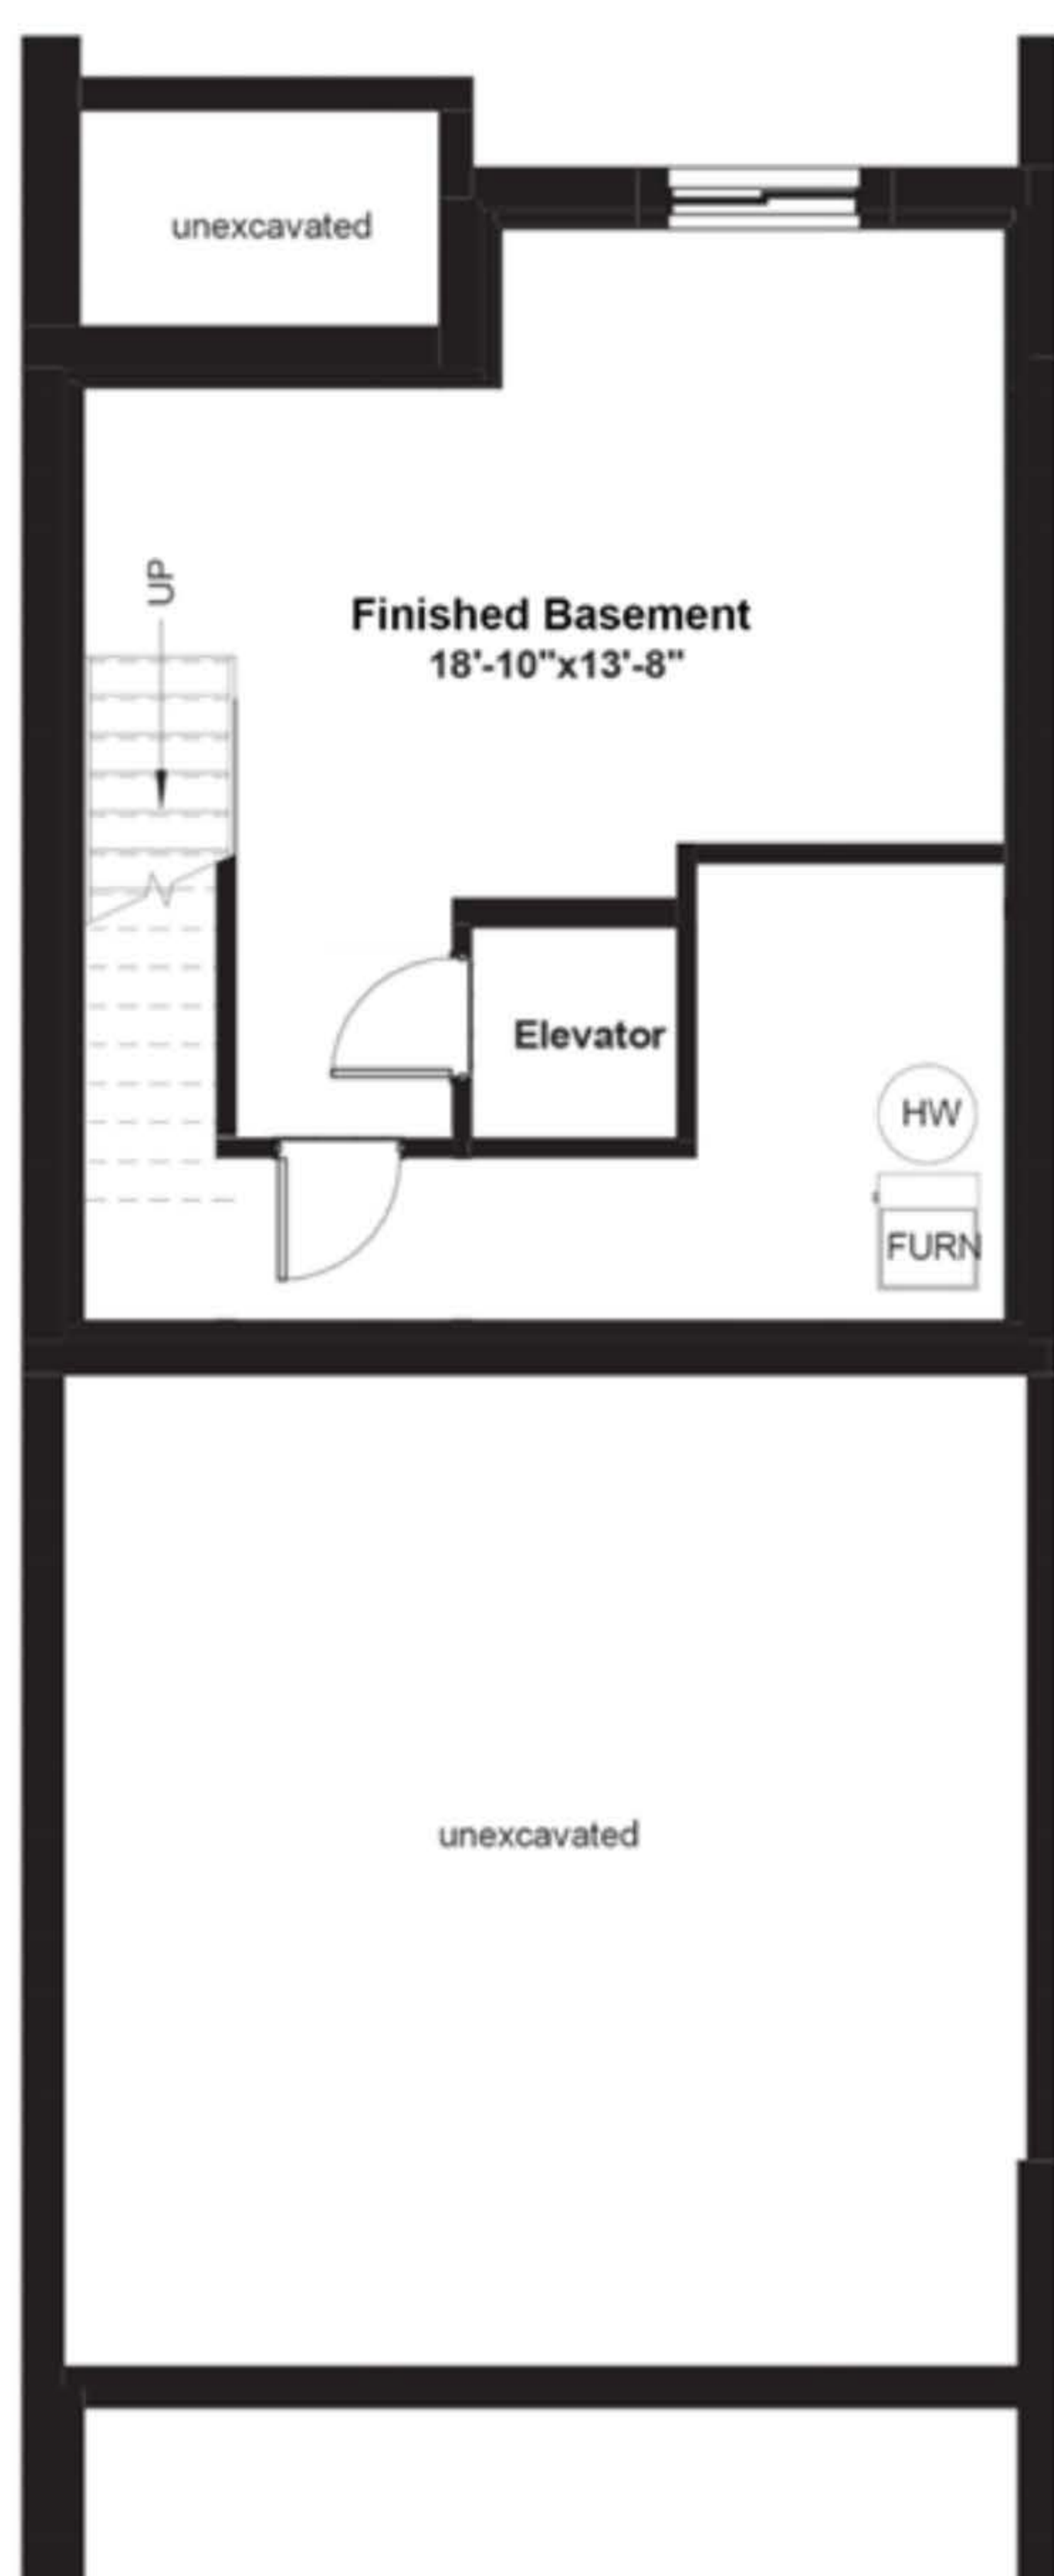 unexcavated
UP
Finished Basement
18'-10"x13'-8"
Elevator
HW
FURN
unexcavated